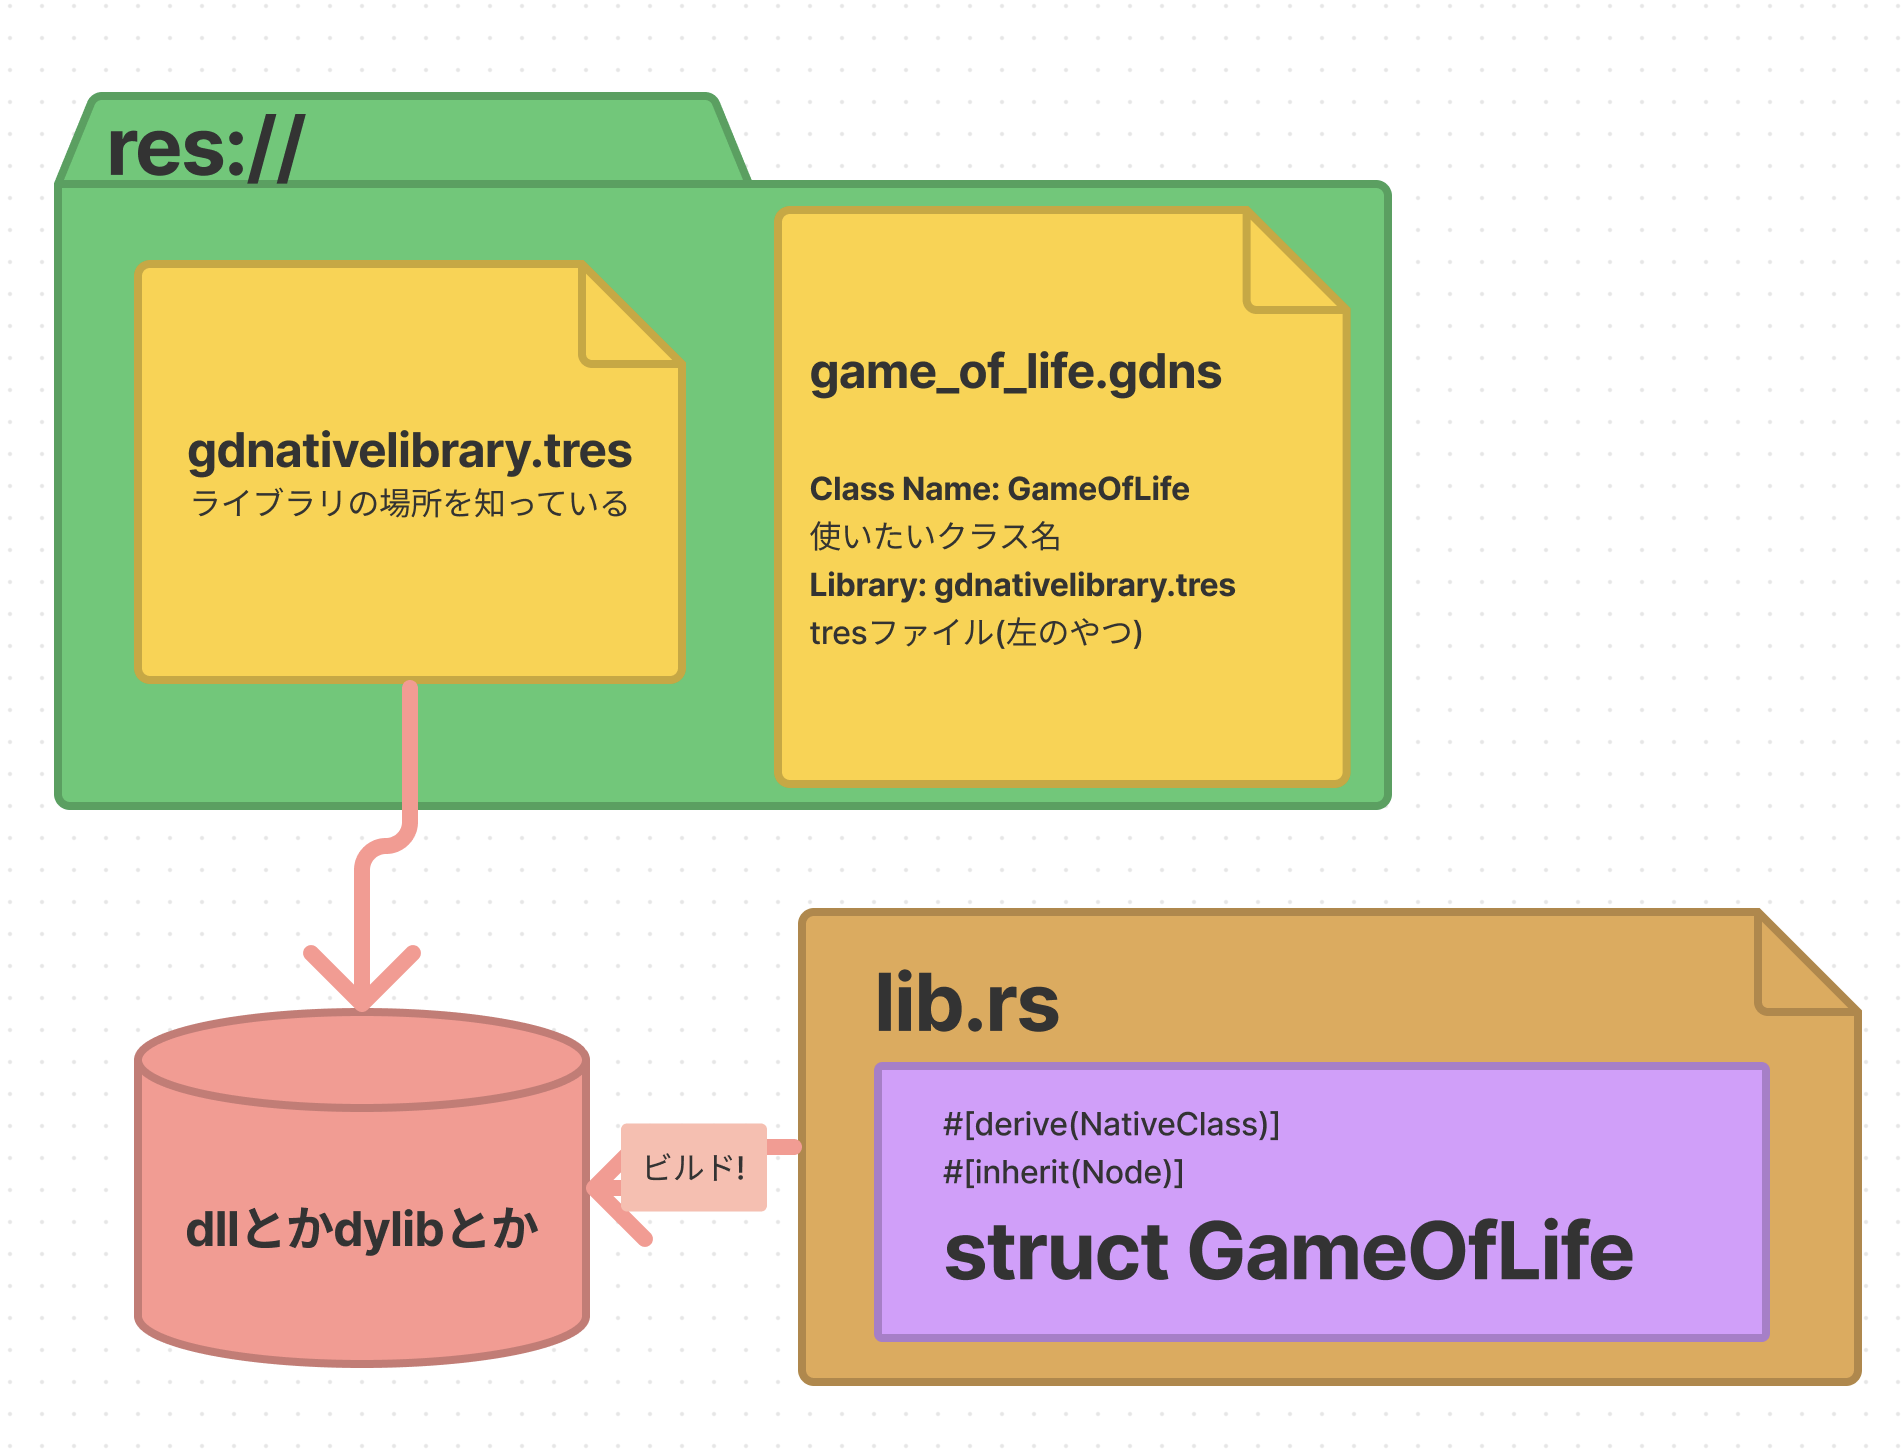 res://
gdnativelibrary.tres
ライブラリの場所を知っている
game_of_life.gdns
Class Name: GameOfLife
使いたいクラス名
Library: gdnativelibrary.tres
tresファイル(左のやつ)
lib.rs
#[derive(NativeClass)]
#[inherit(Node)]
struct GameOfLife
ビルド!
dllとかdylibとか